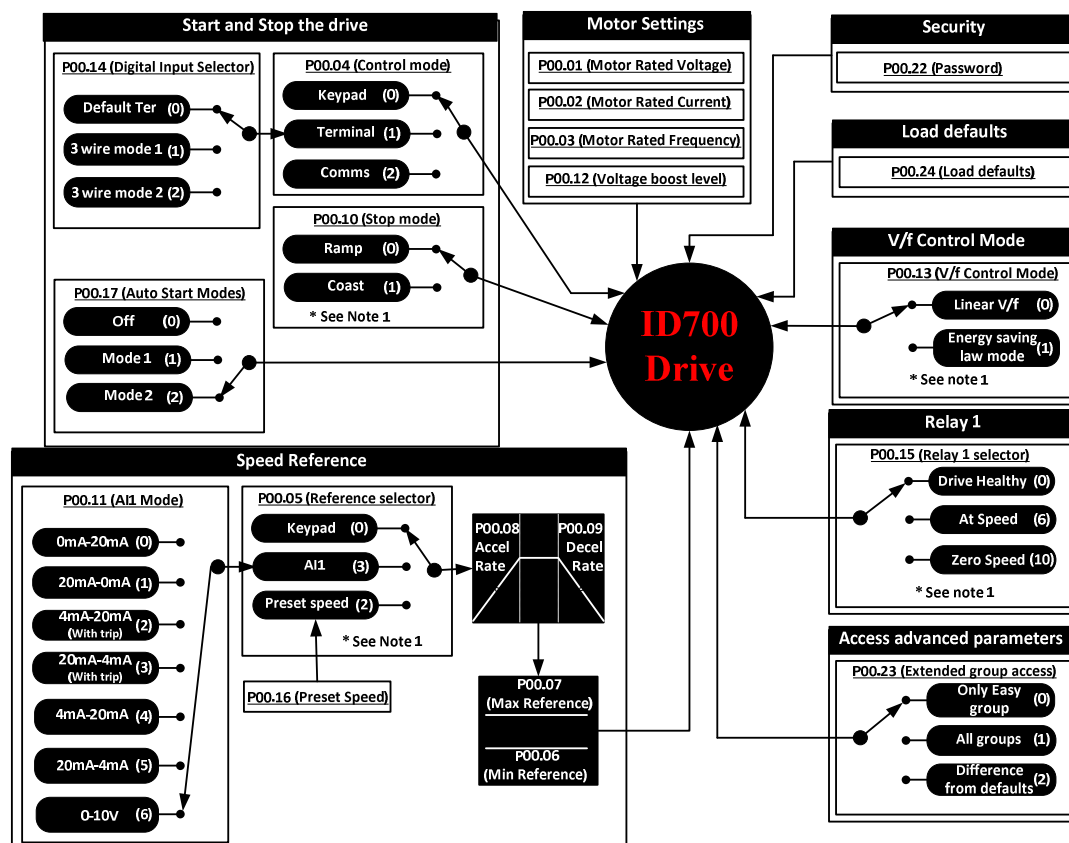 Start and Stop the drive
P00.14 (Digital Input Selector)
Default Ter (0)
3 wire mode 1 (1)
3 wire mode 2 (2)
P00.04 (Control mode)
Keypad (0)
Terminal (1)
Comms (2)
P00.10 (Stop mode)
Ramp (0)
Coast (1)
* See Note 1
P00.17 (Auto Start Modes)
Off (0)
Mode 1 (1)
Mode 2 (2)
Motor Settings
P00.01 (Motor Rated Voltage)
P00.02 (Motor Rated Current)
P00.03 (Motor Rated Frequency)
P00.12 (Voltage boost level)
Security
P00.22 (Password)
Load defaults
P00.24 (Load defaults)
V/f Control Mode
P00.13 (V/f Control Mode)
Linear V/f (0)
Energy saving
law mode (1)
* See note 1
ID700
Drive
Relay 1
P00.15 (Relay 1 selector)
Drive Healthy (0)
At Speed (6)
Zero Speed (10)
* See note 1
Access advanced parameters
P00.23 (Extended group access)
Only Easy
group (0)
All groups (1)
Difference
from defaults (2)
Speed Reference
P00.11 (AI1 Mode)
0mA-20mA (0)
20mA-0mA (1)
4mA-20mA (2)
(With trip)
20mA-4mA (3)
(With trip)
4mA-20mA (4)
20mA-4mA (5)
0-10V (6)
P00.05 (Reference selector)
Keypad (0)
AI1 (3)
Preset speed (2)
* See Note 1
P00.16 (Preset Speed)
P00.08
Accel
Rate
P00.09
Decel
Rate
P00.07
(Max Reference)
P00.06
(Min Reference)